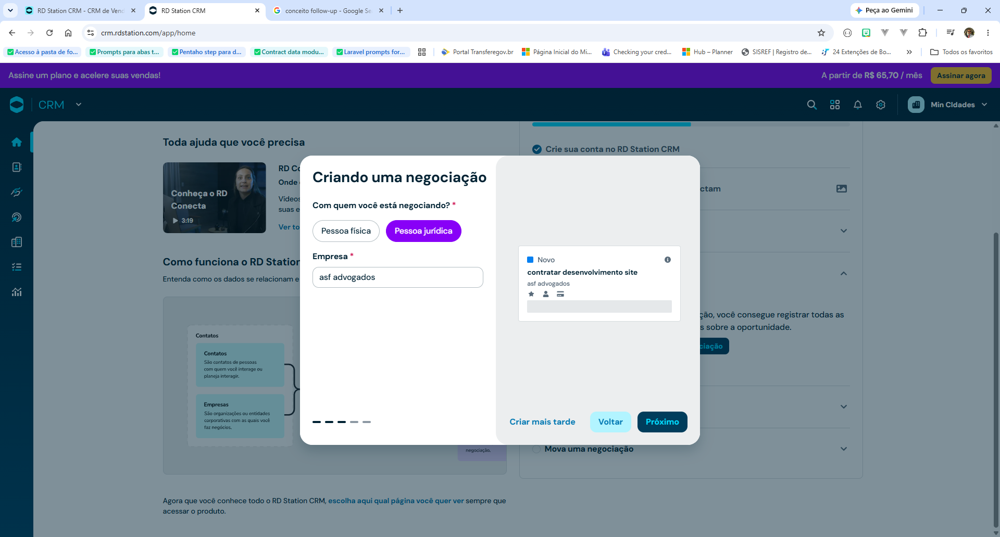 RD Station CRM - CRM de Vend
RD Station CRM
conceito follow-up - Google Se
Peça ao Gemini
crm.rdstation.com/app/home
Acesso à pasta de fo...
Prompts para abas t...
Pentaho step para d...
Contract data modu...
Laravel prompts for...
Portal Transferegov.br
Página Inicial do Mi...
Checking your cred...
Hub – Planner
SISREF | Registro de...
24 Extenções de Bo...
Todos os favoritos
Assine um plano e acelere suas vendas!
A partir de R$ 65,70 / mês
Assinar agora
CRM
Min CIdades
Toda ajuda que você precisa
Conheça o RD
Conecta
3:19
RD Co
Onde
Vídeos
suas e
Ver to
Como funciona o RD Station
Entenda como os dados se relacionam e
Contatos
Contatos
São contatos de pessoas
com quem você interage ou
planeja interagir.
Empresas
São organizações ou entidades
corporativas com as quais você
faz negócios.
negociação.
Agora que você conhece todo o RD Station CRM, escolha aqui qual página você quer ver sempre que
acessar o produto.
Crie sua conta no RD Station CRM
ctam
ção, você consegue registrar todas as
s sobre a oportunidade.
ciação
Mova uma negociação
Criando uma negociação
Com quem você está negociando? *
Pessoa física
Pessoa jurídica
Empresa *
asf advogados
Novo
contratar desenvolvimento site
asf advogados
Criar mais tarde
Voltar
Próximo